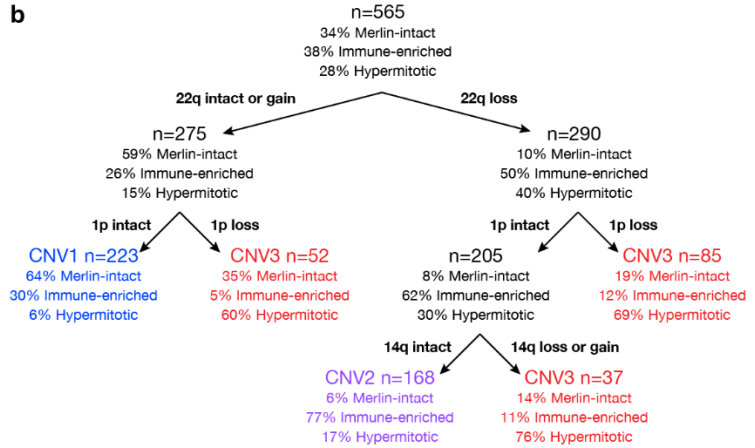 b
n=565
34% Merlin-intact
38% Immune-enriched
28% Hypermitotic
22q intact or gain
22q loss
n=275
59% Merlin-intact
26% Immune-enriched
15% Hypermitotic
n=290
10% Merlin-intact
50% Immune-enriched
40% Hypermitotic
1p intact
1p loss
1p intact
1p loss
CNV1 n=223
64% Merlin-intact
30% Immune-enriched
6% Hypermitotic
CNV3 n=52
35% Merlin-intact
5% Immune-enriched
60% Hypermitotic
n=205
8% Merlin-intact
62% Immune-enriched
30% Hypermitotic
CNV3 n=85
19% Merlin-intact
12% Immune-enriched
69% Hypermitotic
14q intact
14q loss or gain
CNV2 n=168
6% Merlin-intact
77% Immune-enriched
17% Hypermitotic
CNV3 n=37
14% Merlin-intact
11% Immune-enriched
76% Hypermitotic